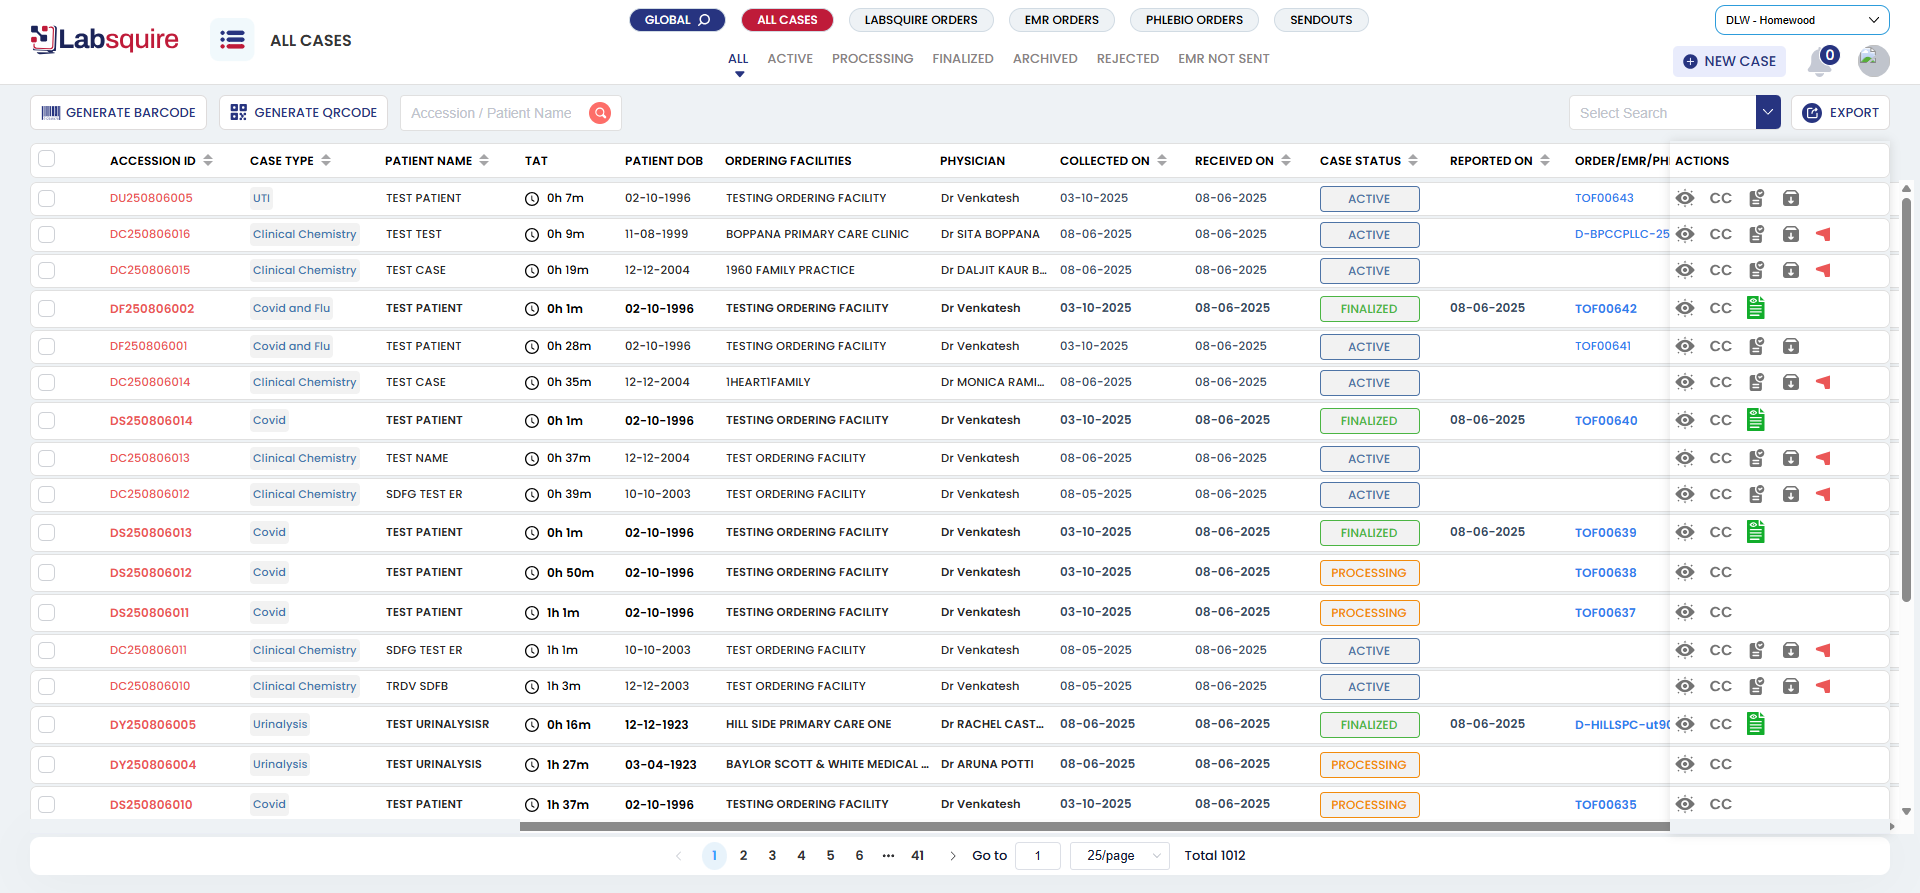 Labsquire
ALL CASES
GLOBAL
ALL CASES
LABSQUIRE ORDERS
EMR ORDERS
PHLEBIO ORDERS
SENDOUTS
DLW - Homewood
ALL ACTIVE PROCESSING FINALIZED ARCHIVED REJECTED EMR NOT SENT
NEW CASE
0
GENERATE BARCODE
GENERATE QRCODE
Accession / Patient Name
Select Search
EXPORT
ACCESSION ID CASE TYPE PATIENT NAME TAT PATIENT DOB ORDERING FACILITIES PHYSICIAN COLLECTED ON RECEIVED ON CASE STATUS REPORTED ON ORDER/EMR/PH ACTIONS
DU250806005 UTI TEST PATIENT 0h 7m 02-10-1996 TESTING ORDERING FACILITY Dr Venkatesh 03-10-2025 08-06-2025 ACTIVE TOF00643 CC
DC250806016 Clinical Chemistry TEST TEST 0h 9m 11-08-1999 BOPPANA PRIMARY CARE CLINIC Dr SITA BOPPANA 08-06-2025 08-06-2025 ACTIVE D-BPCCPLLC-25 CC
DC250806015 Clinical Chemistry TEST CASE 0h 19m 12-12-2004 1960 FAMILY PRACTICE Dr DALJIT KAUR B... 08-06-2025 08-06-2025 ACTIVE CC
DF250806002 Covid and Flu TEST PATIENT 0h 1m 02-10-1996 TESTING ORDERING FACILITY Dr Venkatesh 03-10-2025 08-06-2025 FINALIZED 08-06-2025 TOF00642 CC
DF250806001 Covid and Flu TEST PATIENT 0h 28m 02-10-1996 TESTING ORDERING FACILITY Dr Venkatesh 03-10-2025 08-06-2025 ACTIVE TOF00641 CC
DC250806014 Clinical Chemistry TEST CASE 0h 35m 12-12-2004 1HEART1FAMILY Dr MONICA RAMI... 08-06-2025 08-06-2025 ACTIVE CC
DS250806014 Covid TEST PATIENT 0h 1m 02-10-1996 TESTING ORDERING FACILITY Dr Venkatesh 03-10-2025 08-06-2025 FINALIZED 08-06-2025 TOF00640 CC
DC250806013 Clinical Chemistry TEST NAME 0h 37m 12-12-2004 TEST ORDERING FACILITY Dr Venkatesh 08-06-2025 08-06-2025 ACTIVE CC
DC250806012 Clinical Chemistry SDFG TEST ER 0h 39m 10-10-2003 TEST ORDERING FACILITY Dr Venkatesh 08-05-2025 08-06-2025 ACTIVE CC
DS250806013 Covid TEST PATIENT 0h 1m 02-10-1996 TESTING ORDERING FACILITY Dr Venkatesh 03-10-2025 08-06-2025 FINALIZED 08-06-2025 TOF00639 CC
DS250806012 Covid TEST PATIENT 0h 50m 02-10-1996 TESTING ORDERING FACILITY Dr Venkatesh 03-10-2025 08-06-2025 PROCESSING TOF00638 CC
DS250806011 Covid TEST PATIENT 1h 1m 02-10-1996 TESTING ORDERING FACILITY Dr Venkatesh 03-10-2025 08-06-2025 PROCESSING TOF00637 CC
DC250806011 Clinical Chemistry SDFG TEST ER 1h 1m 10-10-2003 TEST ORDERING FACILITY Dr Venkatesh 08-05-2025 08-06-2025 ACTIVE CC
DC250806010 Clinical Chemistry TRDV SDFB 1h 3m 12-12-2003 TEST ORDERING FACILITY Dr Venkatesh 08-05-2025 08-06-2025 ACTIVE CC
DY250806005 Urinalysis TEST URINALYSISR 0h 16m 12-12-1923 HILL SIDE PRIMARY CARE ONE Dr RACHEL CAST... 08-06-2025 08-06-2025 FINALIZED 08-06-2025 D-HILLSPC-ut90 CC
DY250806004 Urinalysis TEST URINALYSIS 1h 27m 03-04-1923 BAYLOR SCOTT & WHITE MEDICAL ... Dr ARUNA POTTI 08-06-2025 08-06-2025 PROCESSING CC
DS250806010 Covid TEST PATIENT 1h 37m 02-10-1996 TESTING ORDERING FACILITY Dr Venkatesh 03-10-2025 08-06-2025 PROCESSING TOF00635 CC
1 2 3 4 5 6 ... 41 Go to 1 25/page Total 1012